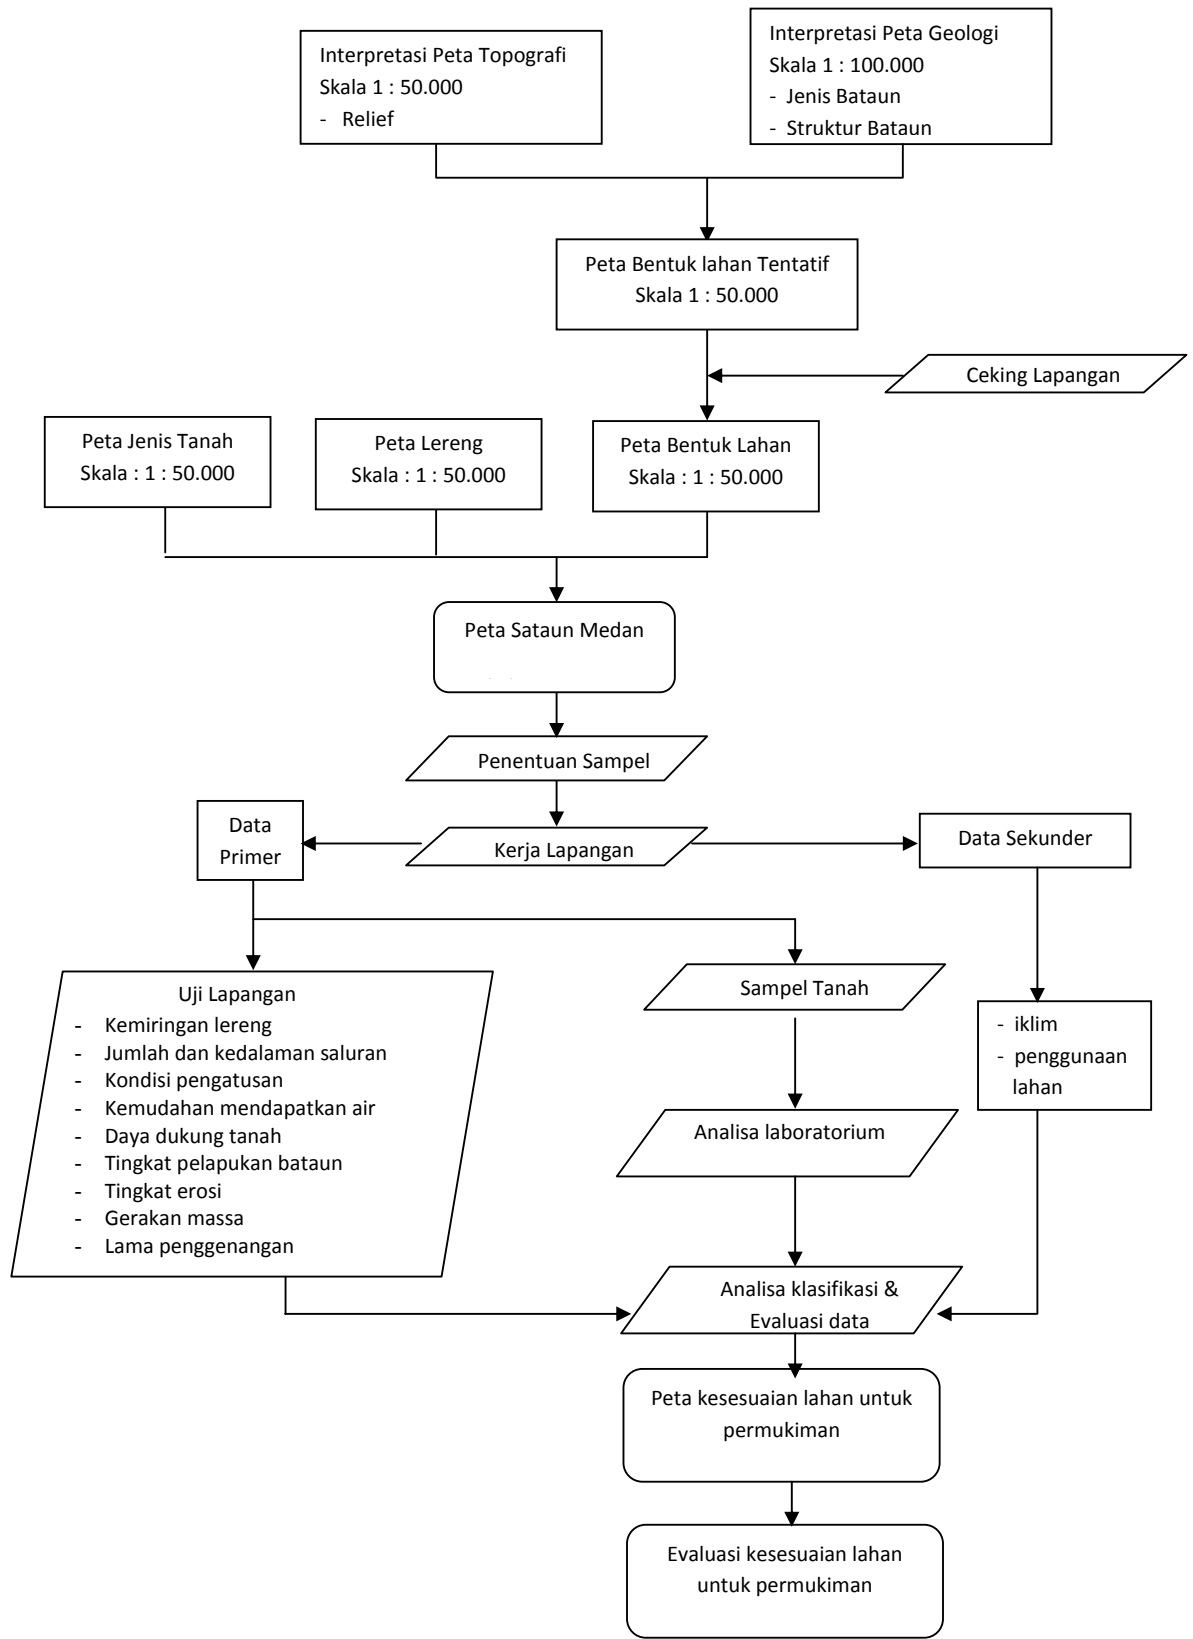 Interpretasi Peta Topografi
Skala 1 : 50.000
- Relief
Interpretasi Peta Geologi
Skala 1 : 100.000
- Jenis Bataun
- Struktur Bataun
Peta Bentuk lahan Tentatif
Skala 1 : 50.000
Ceking Lapangan
Peta Jenis Tanah
Skala : 1 : 50.000
Peta Lereng
Skala : 1 : 50.000
Peta Bentuk Lahan
Skala : 1 : 50.000
Peta Sataun Medan
Penentuan Sampel
Data
Primer
Kerja Lapangan
Data Sekunder
Uji Lapangan
- Kemiringan lereng
- Jumlah dan kedalaman saluran
- Kondisi pengatusan
- Kemudahan mendapatkan air
- Daya dukung tanah
- Tingkat pelapukan bataun
- Tingkat erosi
- Gerakan massa
- Lama penggenangan
Sampel Tanah
- iklim
- penggunaan
lahan
Analisa laboratorium
Analisa klasifikasi &
Evaluasi data
Peta kesesuaian lahan untuk
permukiman
Evaluasi kesesuaian lahan
untuk permukiman